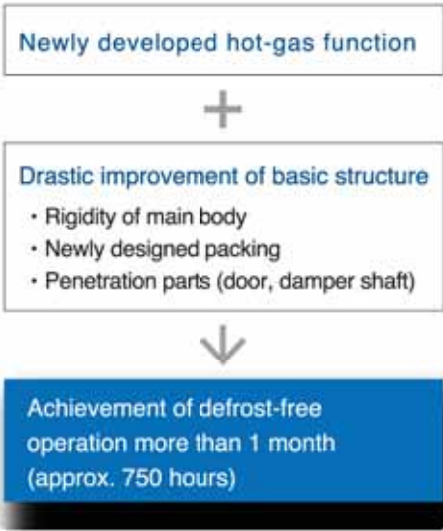 Newly developed hot-gas function
+
Drastic improvement of basic structure
・Rigidity of main body
・Newly designed packing
・Penetration parts (door, damper shaft)
Achievement of defrost-free
operation more than 1 month
(approx. 750 hours)